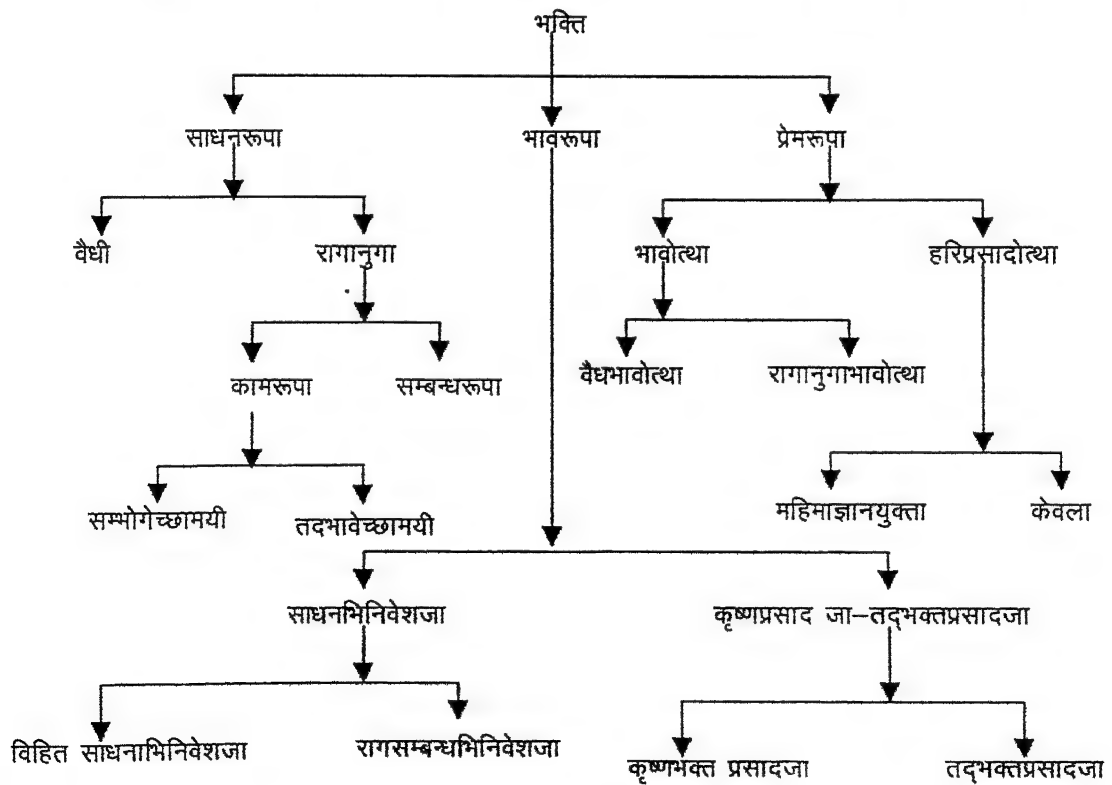 भक्ति
साधनरूपा भावरूपा प्रेमरूपा
वैधी रागानुगा भावोत्था हरिप्रसादोत्था
कामरूपा सम्बन्धरूपा वैधभावोत्था रागानुगाभावोत्था
सम्भोगेच्छामयी तदभावेच्छामयी महिमाज्ञानयुक्ता केवला
साधनभिनिवेशजा कृष्णप्रसाद जा–तद्भक्तप्रसादजा
विहित साधनाभिनिवेशजा रागसम्बन्धभिनिवेशजा कृष्णभक्त प्रसादजा तद्भक्तप्रसादजा